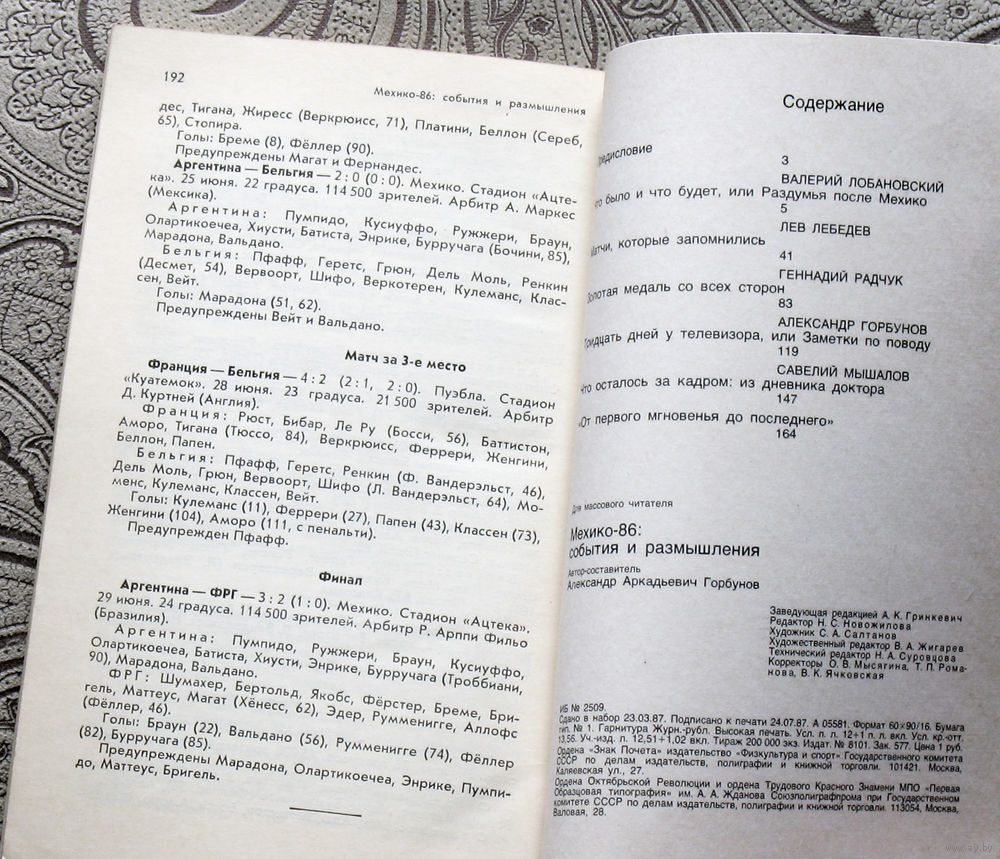 192
Мехико-86: события и размышления
дес, Тигана, Жиресс (Веркрюисс, 71), Платини, Беллон (Сереб,
65), Стопира.
Голы: Бреме (8), Фёллер (90).
Предупреждены Магат и Фернандес.
Аргентина — Бельгия — 2:0 (0:0). Мехико. Стадион «Ацте-
ка». 25 июня. 22 градуса. 114 500 зрителей. Арбитр А. Маркес
(Мексика).
Аргентина: Пумпидо, Кусиуффо, Ружжери, Браун,
Олартикоечеа, Хиусти, Батиста, Энрике, Бурручага (Бочини, 85),
Марадона, Вальдано.
Бельгия: Пфафф, Геретс, Грюн, Дель Моль, Ренкин
(Десмет, 54), Вервоорт, Шифо, Веркотерен, Кулеманс, Клас-
сен, Вейт.
Голы: Марадона (51, 62).
Предупреждены Вейт и Вальдано.
Матч за 3-е место
Франция — Бельгия — 4:2 (2:1, 2:0). Пуэбла. Стадион
«Куатемок». 28 июня. 23 градуса. 21 500 зрителей. Арбитр
Д. Куртней (Англия).
Франция: Рюст, Бибар, Ле Ру (Босси, 56), Баттистон,
Аморо, Тигана (Тюссо, 84), Веркрюисс, Феррери, Женгини,
Беллон, Папен.
Бельгия: Пфафф, Геретс, Ренкин (Ф. Вандерэльст, 46),
Дель Моль, Грюн, Вервоорт, Шифо (Л. Вандерэльст, 64), Мо-
менс, Кулеманс, Классен, Вейт.
Голы: Кулеманс (11), Феррери (27), Папен (43), Классен (73),
Женгини (104), Аморо (111, с пенальти).
Предупрежден Пфафф.
Финал
Аргентина — ФРГ — 3:2 (1:0). Мехико. Стадион «Ацтека».
29 июня. 24 градуса. 114 500 зрителей. Арбитр Р. Арппи Фильо
(Бразилия).
Аргентина: Пумпидо, Ружжери, Браун, Кусиуффо,
Олартикоечеа, Батиста, Хиусти, Энрике, Бурручага (Троббиани,
90), Марадона, Вальдано.
ФРГ: Шумахер, Бертольд, Якобс, Фёрстер, Бреме, Бри-
гель, Маттеус, Магат (Хёнесс, 62), Эдер, Румменигге, Аллофс
(Фёллер, 46).
Голы: Браун (22), Вальдано (56), Румменигге (74), Фёллер
(82), Бурручага (85).
Предупреждены Марадона, Олартикоечеа, Энрике, Пумпи-
до, Маттеус, Бригель.
Содержание
Предисловие
3
ВАЛЕРИЙ ЛОБАНОВСКИЙ
Что было и что будет, или Раздумья после Мехико
5
ЛЕВ ЛЕБЕДЕВ
Матчи, которые запомнились
41
ГЕННАДИЙ РАДЧУК
Золотая медаль со всех сторон
83
АЛЕКСАНДР ГОРБУНОВ
Тридцать дней у телевизора, или Заметки по поводу
119
САВЕЛИЙ МЫШАЛОВ
Что осталось за кадром: из дневника доктора
147
«От первого мгновенья до последнего»
164
Для массового читателя
Мехико-86:
события и размышления
Автор-составитель
Александр Аркадьевич Горбунов
Заведующая редакцией А. К. Гринкевич
Редактор Н. С. Новожилова
Художник С. А. Салтанов
Художественный редактор В. А. Жигарев
Технический редактор Н. А. Суровцова
Корректоры О. В. Мысягина, Т. П. Рома-
нова, В. К. Ячковская
ИБ № 2509.
Сдано в набор 23.03.87. Подписано к печати 24.07.87. А 05581. Формат 60×90/16. Бумага
тип. № 1. Гарнитура Журн.-рубл. Высокая печать. Усл. п. л. 12+1 п. л. вкл. Усл. кр.-отт.
13,56. Уч.-изд. л. 12,51+1,02 вкл. Тираж 200 000 экз. Издат. № 8101. Зак. 577. Цена 1 руб.
Ордена «Знак Почета» издательство «Физкультура и спорт» Государственного комитета
СССР по делам издательств, полиграфии и книжной торговли. 101421. Москва,
Каляевская ул., 27.
Ордена Октябрьской Революции и ордена Трудового Красного Знамени МПО «Первая
Образцовая типография» им. А. А. Жданова Союзполиграфпрома при Государственном
комитете СССР по делам издательств, полиграфии и книжной торговли. 113054, Москва,
Валовая, 28.
www.ay.by